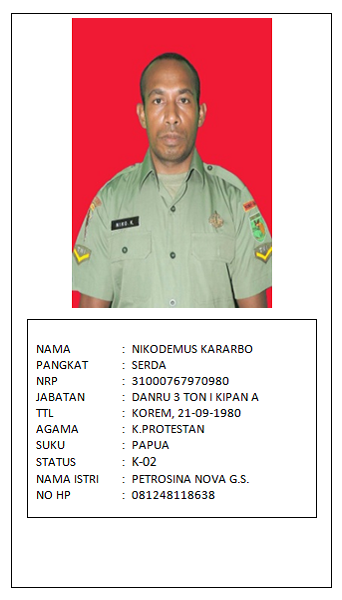 NIKO K.
NAMA : NIKODEMUS KARARBO
PANGKAT : SERDA
NRP : 31000767970980
JABATAN : DANRU 3 TON I KIPAN A
TTL : KOREM, 21-09-1980
AGAMA : K.PROTESTAN
SUKU : PAPUA
STATUS : K-02
NAMA ISTRI : PETROSINA NOVA G.S.
NO HP : 081248118638